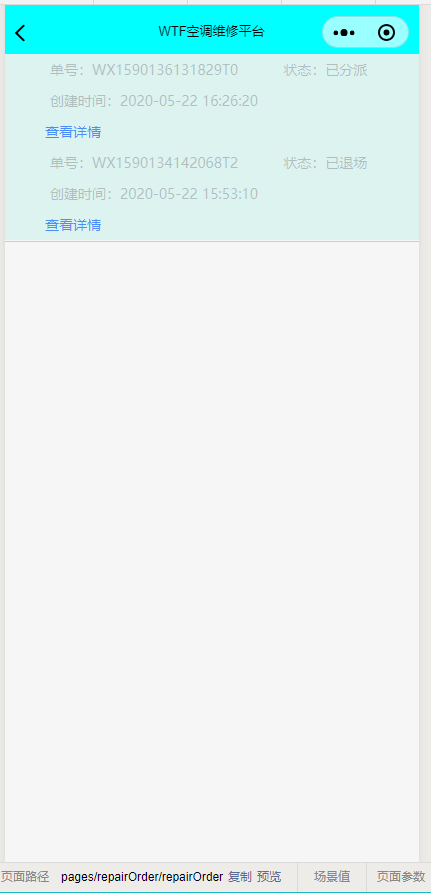 WTF空调维修平台
单号：WX1590136131829T0 状态：已分派
创建时间：2020-05-22 16:26:20
查看详情
单号：WX1590134142068T2 状态：已退场
创建时间：2020-05-22 15:53:10
查看详情
页面路径 pages/repairOrder/repairOrder 复制 预览 场景值 页面参数